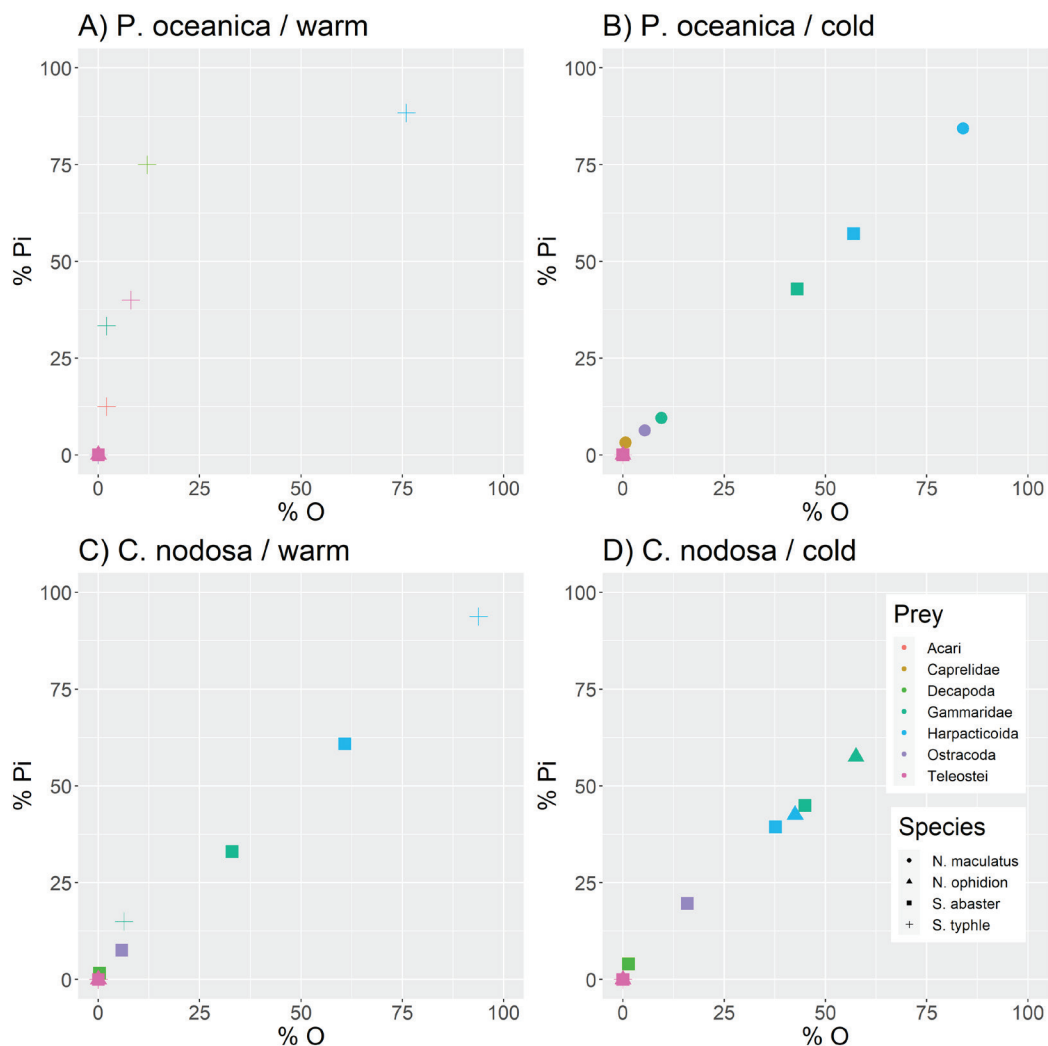 A) P. oceanica / warm
100
75
50
25
0
% Pi
0 25 50 75 100
% O
B) P. oceanica / cold
100
75
50
25
0
% Pi
0 25 50 75 100
% O
C) C. nodosa / warm
100
75
50
25
0
% Pi
0 25 50 75 100
% O
D) C. nodosa / cold
100
75
50
25
0
% Pi
0 25 50 75 100
% O
Prey
Acari
Caprelidae
Decapoda
Gammaridae
Harpacticoida
Ostracoda
Teleostei
Species
N. maculatus
N. ophidion
S. abaster
S. typhle